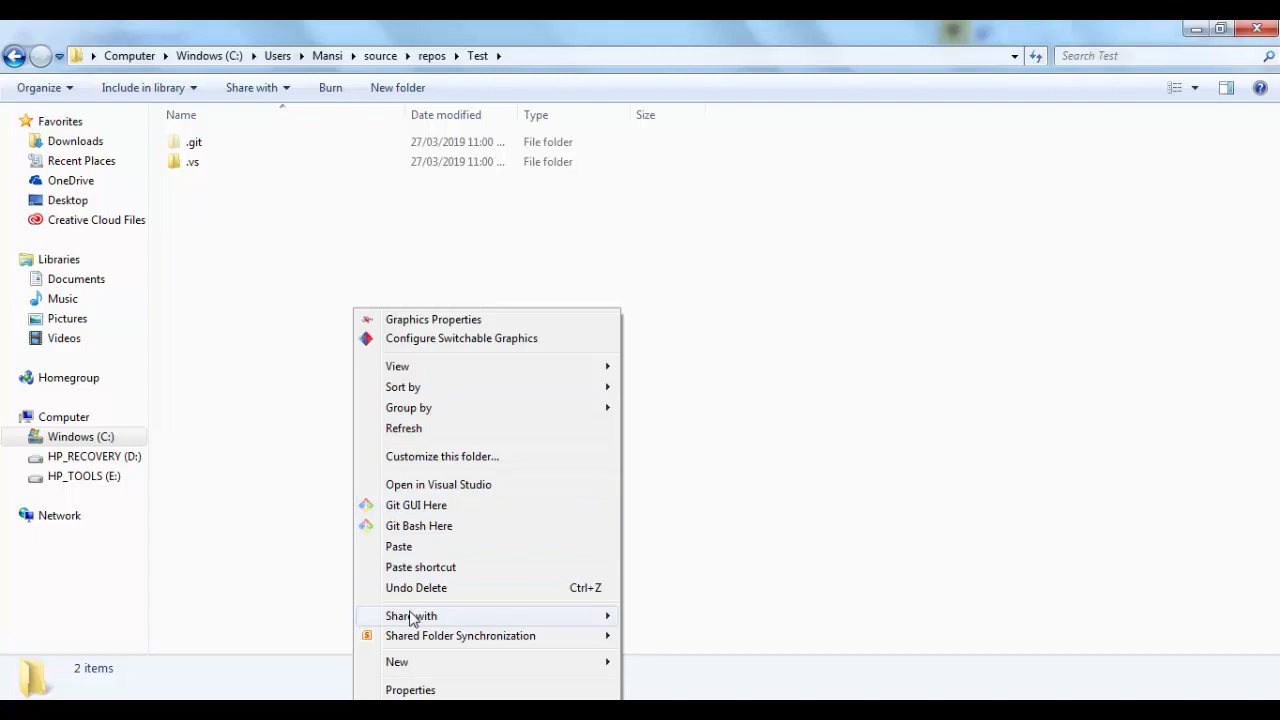 Computer Windows (C:) Users Mansi source repos Test
Search Test
Organize Include in library Share with Burn New folder
Name Date modified Type Size
.git 27/03/2019 11:00 ... File folder
.vs 27/03/2019 11:00 ... File folder
Favorites
Downloads
Recent Places
OneDrive
Desktop
Creative Cloud Files
Libraries
Documents
Music
Pictures
Videos
Homegroup
Computer
Windows (C:)
HP_RECOVERY (D:)
HP_TOOLS (E:)
Network
Graphics Properties
Configure Switchable Graphics
View
Sort by
Group by
Refresh
Customize this folder...
Open in Visual Studio
Git GUI Here
Git Bash Here
Paste
Paste shortcut
Undo Delete Ctrl+Z
Share with
Shared Folder Synchronization
New
Properties
2 items